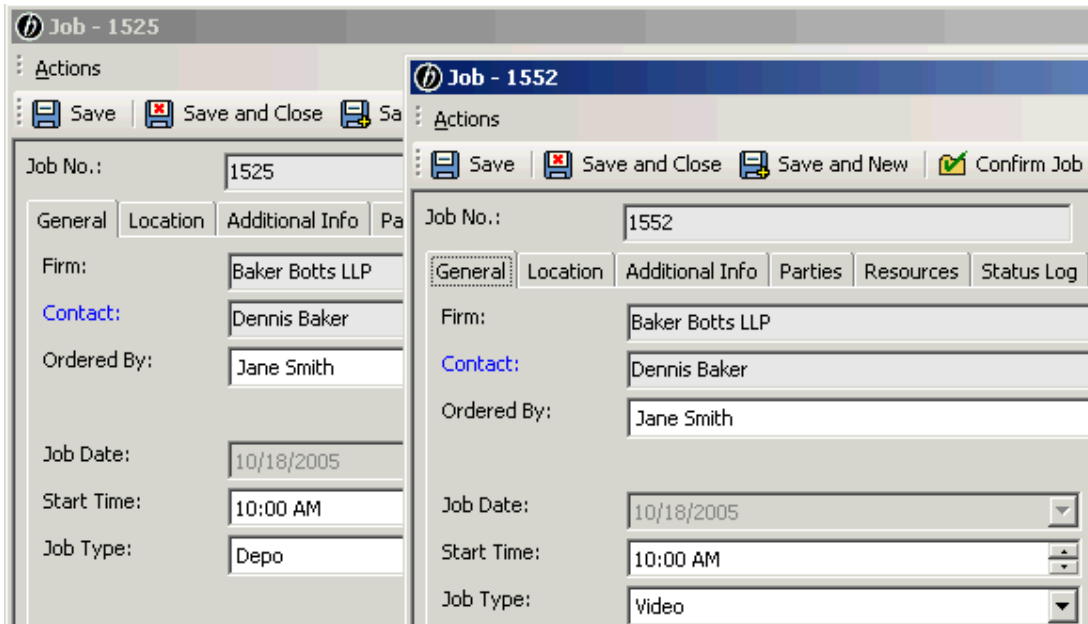 Job - 1525
Actions
Save Save and Close Sa
Job No.: 1525
General Location Additional Info Pa
Firm: Baker Botts LLP
Contact: Dennis Baker
Ordered By: Jane Smith
Job Date: 10/18/2005
Start Time: 10:00 AM
Job Type: Depo
Job - 1552
Actions
Save Save and Close Save and New Confirm Job
Job No.: 1552
General Location Additional Info Parties Resources Status Log
Firm: Baker Botts LLP
Contact: Dennis Baker
Ordered By: Jane Smith
Job Date: 10/18/2005
Start Time: 10:00 AM
Job Type: Video